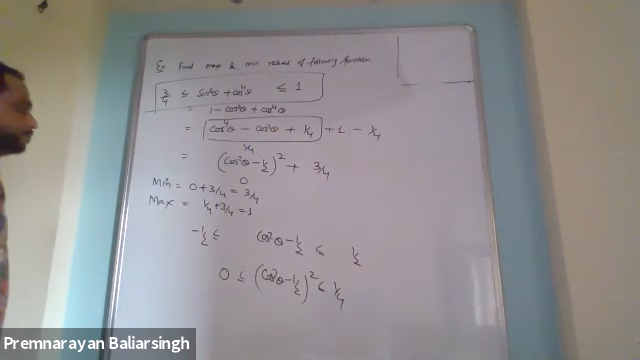 Ex Find max & min values of following function.
3/4 ≤ sin²θ + cos⁴θ ≤ 1
= 1 - cos²θ + cos⁴θ
= cos⁴θ - cos²θ + 1/4 + 1 - 1/4
1/4
= (cos²θ - 1/2)² + 3/4
0
Min = 0 + 3/4 = 3/4
Max = 1/4 + 3/4 = 1
-1/2 ≤ cos²θ - 1/2 ≤ 1/2
0 ≤ (cos²θ - 1/2)² ≤ 1/4
Premnarayan Baliarsingh